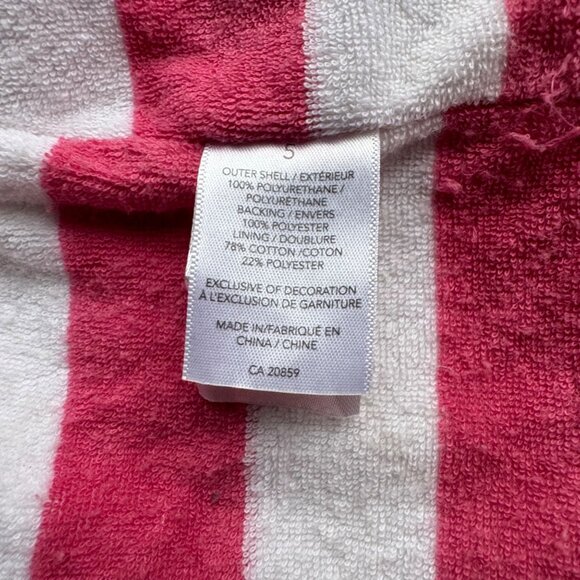 5
OUTER SHELL / EXTÉRIEUR
100% POLYURETHANE /
POLYURÉTHANE
BACKING / ENVERS
100% POLYESTER
LINING / DOUBLURE
78% COTTON /COTON
22% POLYESTER
EXCLUSIVE OF DECORATION
À L'EXCLUSION DE GARNITURE
MADE IN/FABRIQUÉ EN
CHINA / CHINE
CA 20859